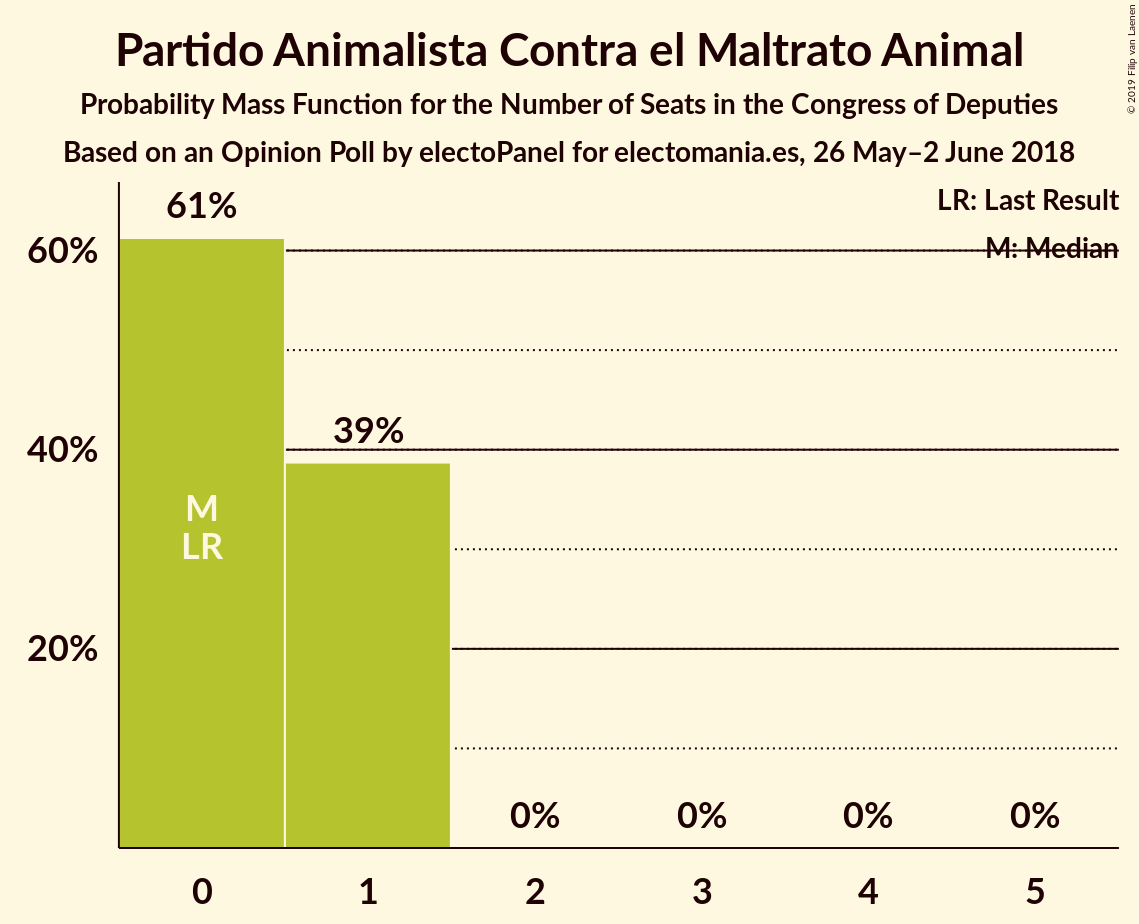 Partido Animalista Contra el Maltrato Animal
Probability Mass Function for the Number of Seats in the Congress of Deputies
Based on an Opinion Poll by electoPanel for electomania.es, 26 May–2 June 2018
© 2019 Filip van Laenen
LR: Last Result
M: Median
61%
60%
39%
40%
M
LR
20%
0% 0% 0% 0%
0 1 2 3 4 5